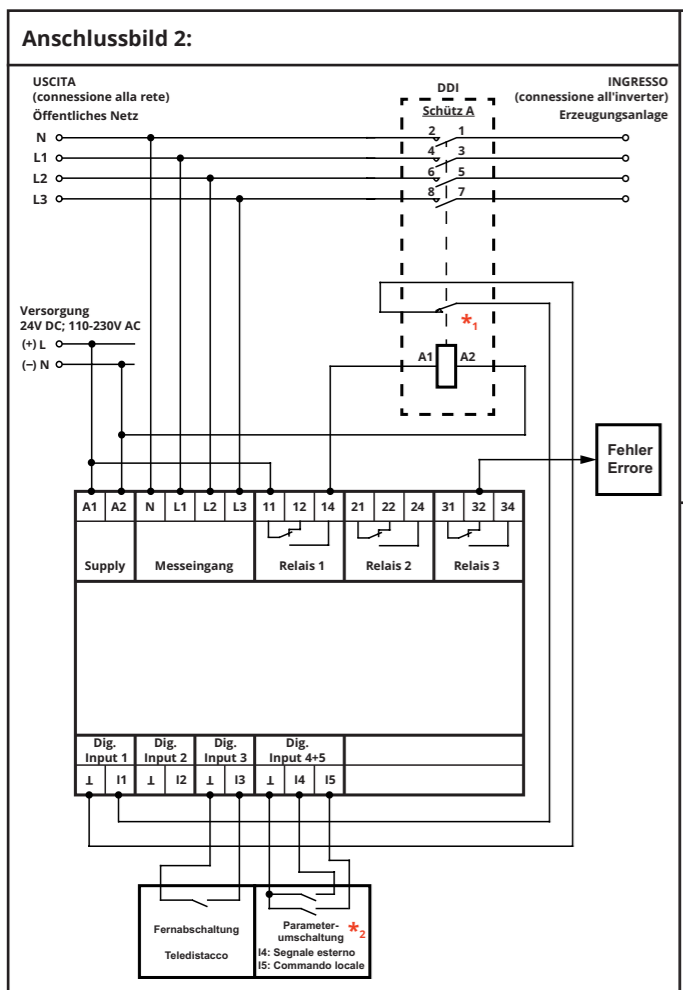 Anschlussbild 2:
USCITA
(connessione alla rete)
Öffentliches Netz
DDI
Schütz A
INGRESSO
(connessione all'inverter)
Erzeugungsanlage
N
2 1
L1
4 3
L2
6 5
L3
8 7
Versorgung
24V DC; 110-230V AC
(+) L
(−) N
*1
A1 A2
Fehler
Errore
A1 A2 N L1 L2 L3 11 12 14 21 22 24 31 32 34
Supply Messeingang Relais 1 Relais 2 Relais 3
Dig. Dig. Dig. Dig.
Input 1 Input 2 Input 3 Input 4+5
⊥ I1 ⊥ I2 ⊥ I3 ⊥ I4 I5
Fernabschaltung
Teledistacco
Parameter-
umschaltung *2
I4: Segnale esterno
I5: Commando locale